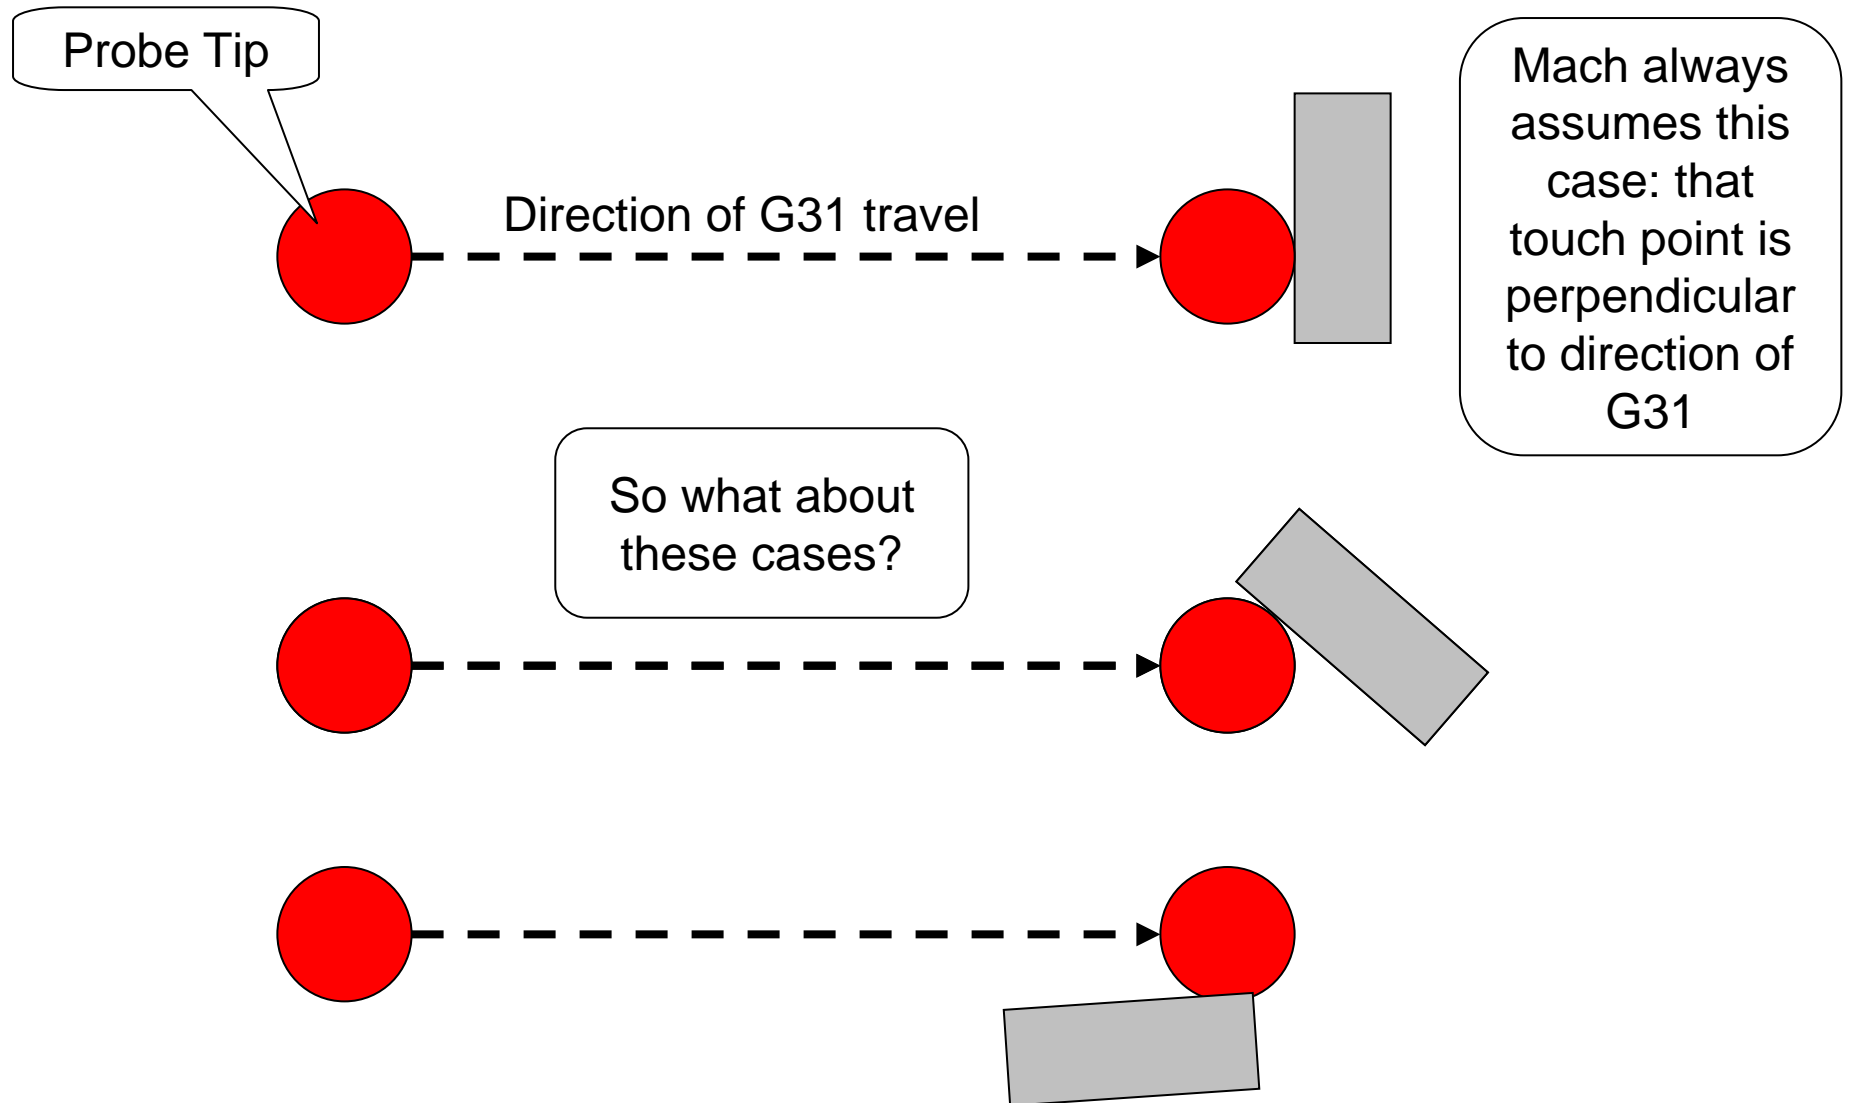 Probe Tip
Direction of G31 travel
Mach always
assumes this
case: that
touch point is
perpendicular
to direction of
G31
So what about
these cases?